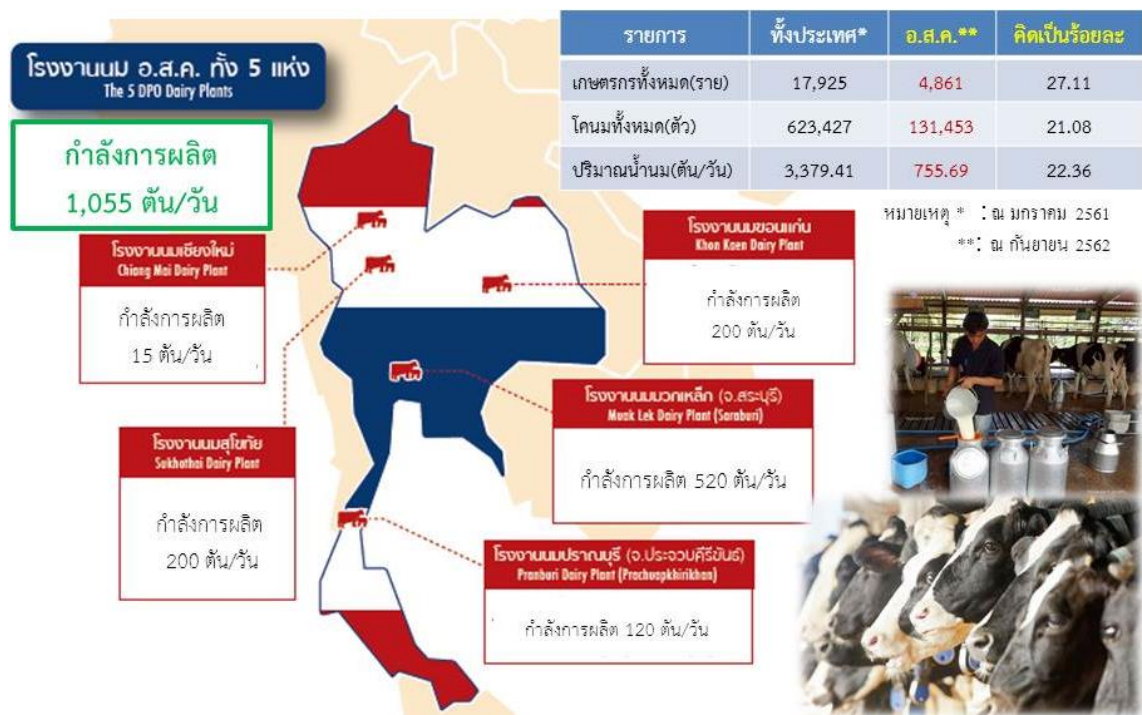 โรงงานนม อ.ส.ค. ทั้ง 5 แห่ง
The 5 DPO Dairy Plants
กำลังการผลิต
1,055 ตัน/วัน
รายการ ทั้งประเทศ* อ.ส.ค.** คิดเป็นร้อยละ
เกษตรกรทั้งหมด(ราย) 17,925 4,861 27.11
โคนมทั้งหมด(ตัว) 623,427 131,453 21.08
ปริมาณน้ำนม(ตัน/วัน) 3,379.41 755.69 22.36
หมายเหตุ * : ณ มกราคม 2561
**: ณ กันยายน 2562
โรงงานนมเชียงใหม่
Chiang Mai Dairy Plant
กำลังการผลิต
15 ตัน/วัน
โรงงานนมขอนแก่น
Khon Kaen Dairy Plant
กำลังการผลิต
200 ตัน/วัน
โรงงานนมมวกเหล็ก (จ.สระบุรี)
Muak Lek Dairy Plant (Saraburi)
กำลังการผลิต 520 ตัน/วัน
โรงงานนมสุโขทัย
Sukhothai Dairy Plant
กำลังการผลิต
200 ตัน/วัน
โรงงานนมปราณบุรี (จ.ประจวบคีรีขันธ์)
Pranburi Dairy Plant (Prachuapkhirikhan)
กำลังการผลิต 120 ตัน/วัน